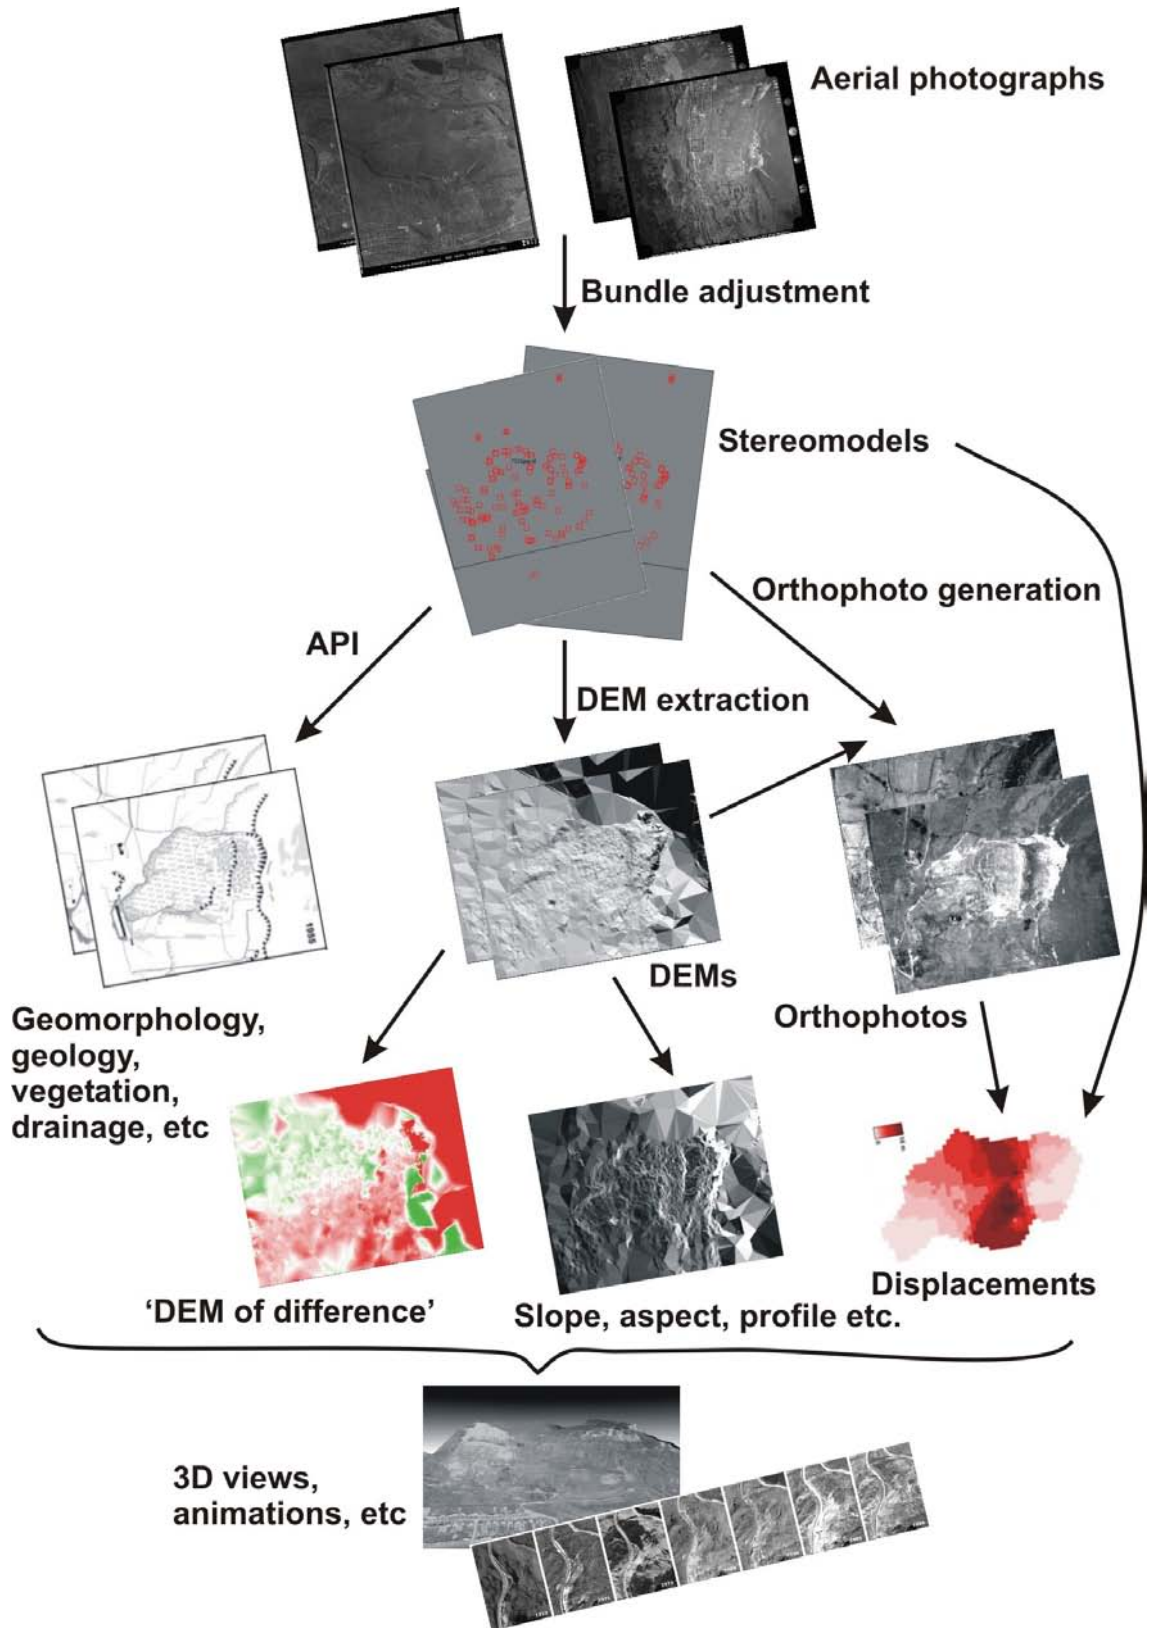 Aerial photographs
Bundle adjustment
Stereomodels
Orthophoto generation
API
DEM extraction
1985
DEMs
Orthophotos
Geomorphology,
geology,
vegetation,
drainage, etc
'DEM of difference'
Slope, aspect, profile etc.
Displacements
3D views,
animations, etc